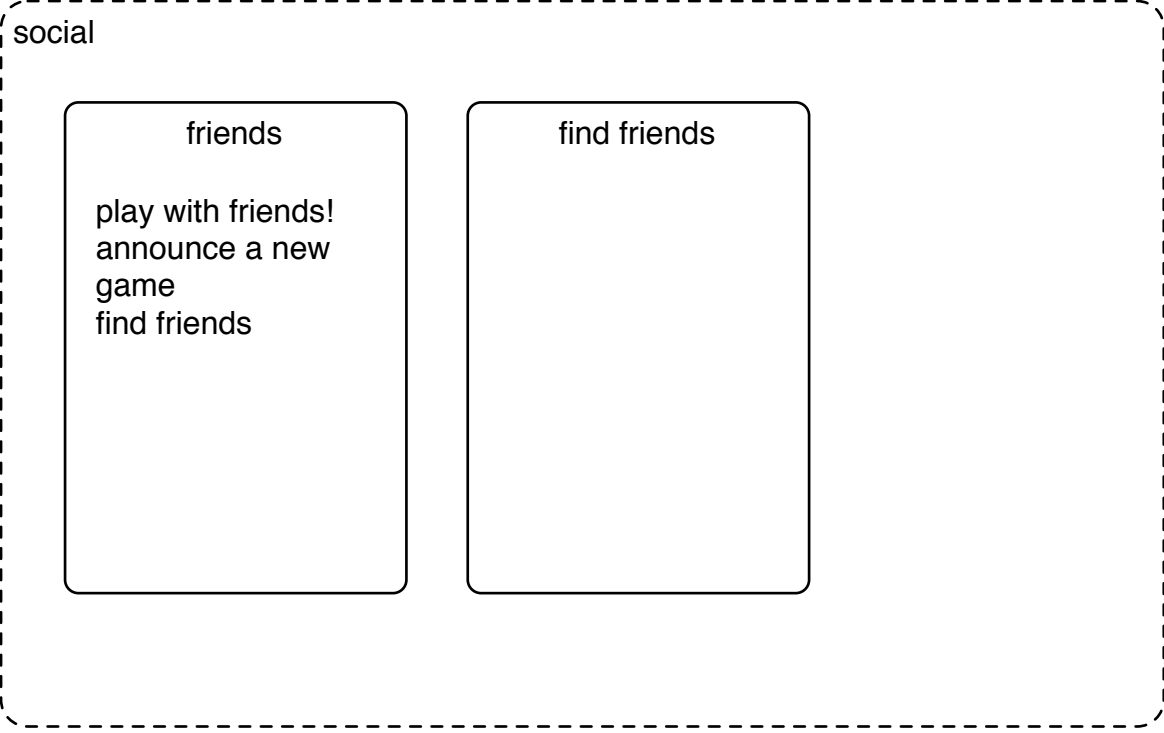 social
friends
play with friends!
announce a new
game
find friends
find friends